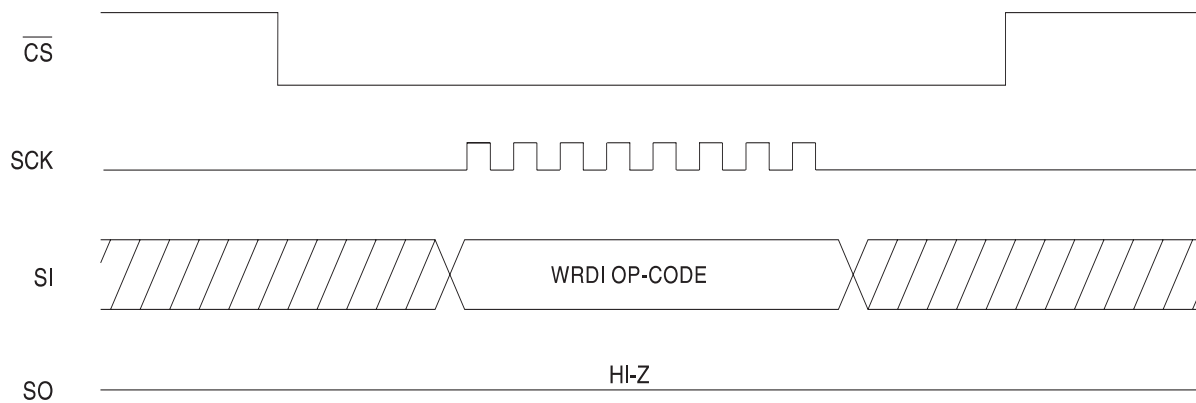 CS
SCK
SI
WRDI OP-CODE
SO
HI-Z